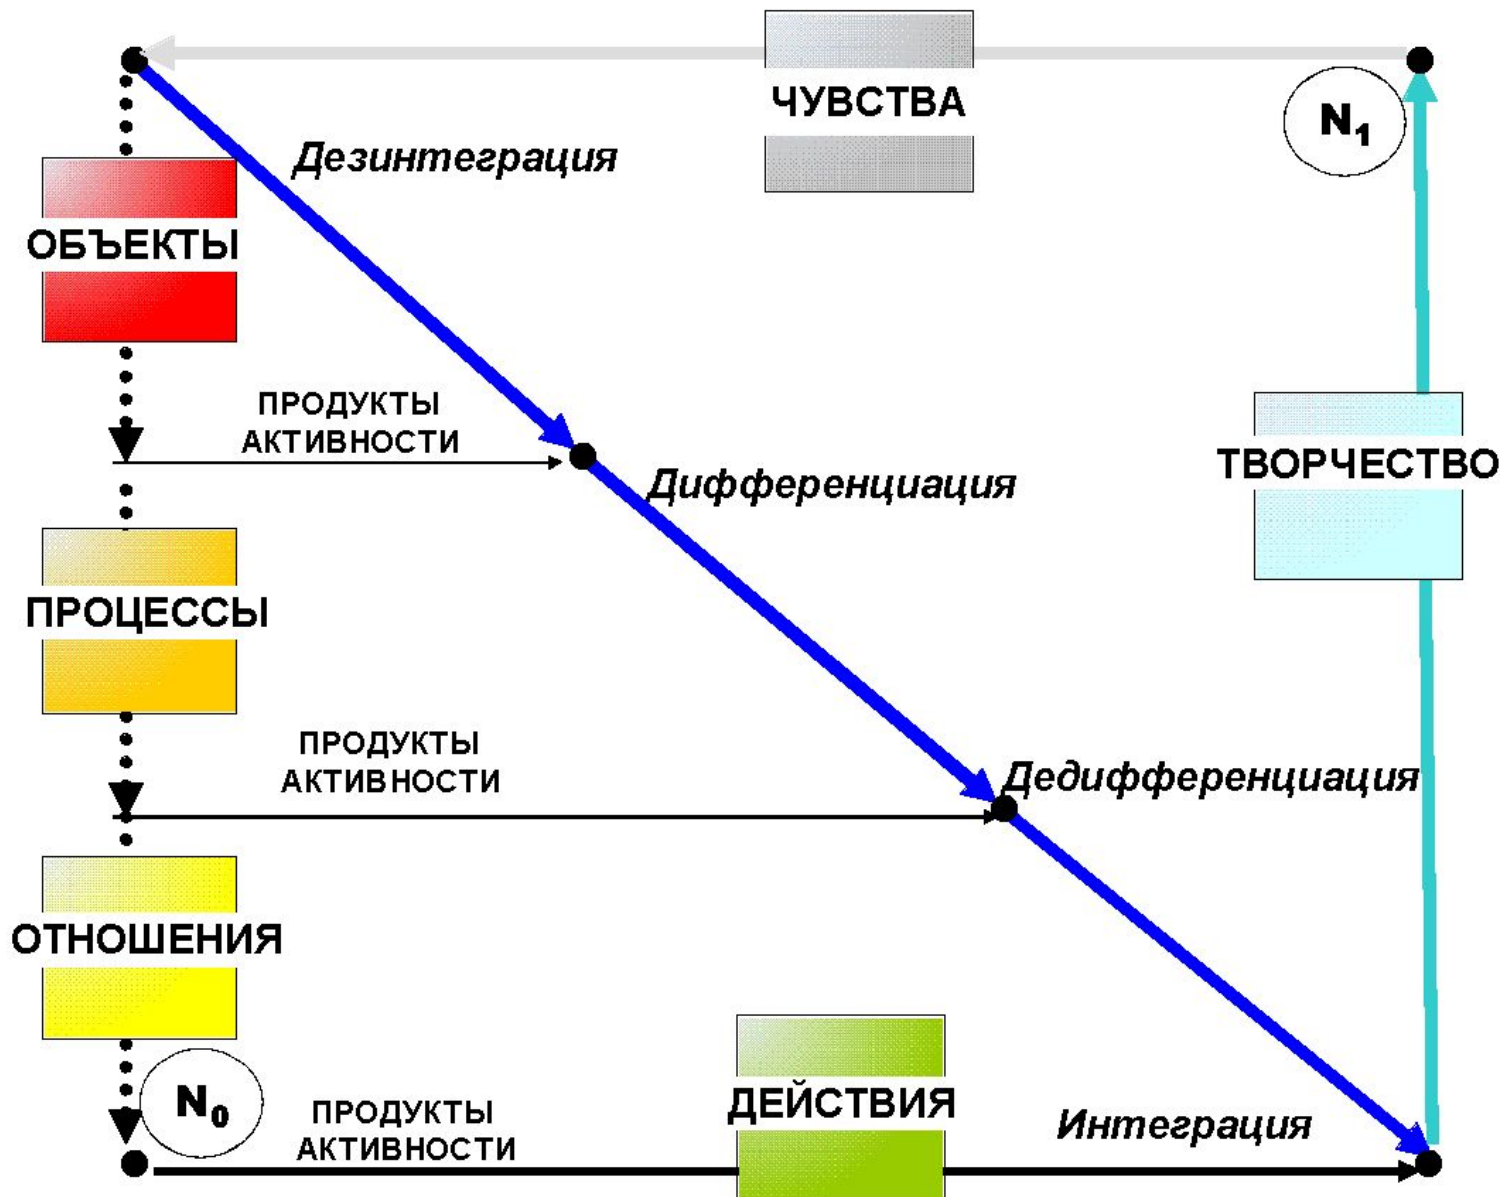 ЧУВСТВА
N1
Дезинтеграция
ОБЪЕКТЫ
ПРОДУКТЫ
АКТИВНОСТИ
ТВОРЧЕСТВО
Дифференциация
ПРОЦЕССЫ
ПРОДУКТЫ
АКТИВНОСТИ
Дедифференциация
ОТНОШЕНИЯ
N0
ПРОДУКТЫ
АКТИВНОСТИ
ДЕЙСТВИЯ
Интеграция